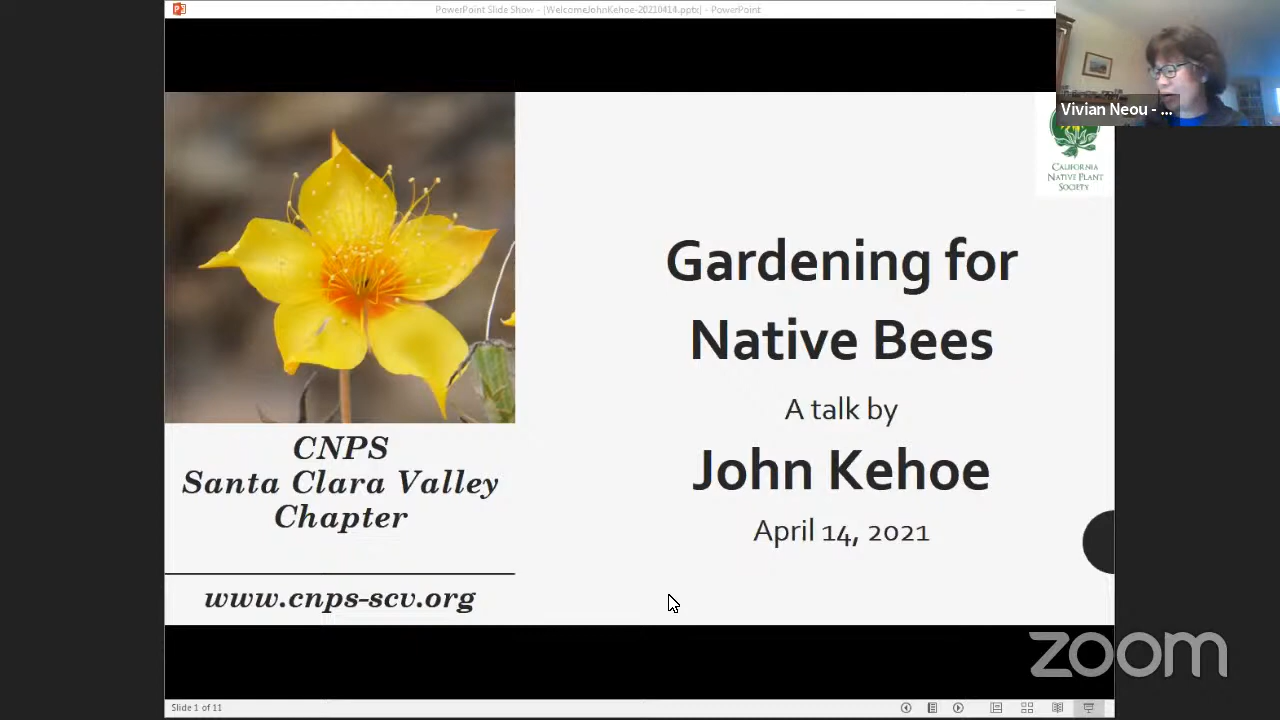 PowerPoint Slide Show - [WelcomeJohnKehoe-20210414.pptx] - PowerPoint
Vivian Neou - ...
CALIFORNIA
NATIVE PLANT
SOCIETY
Gardening for
Native Bees
A talk by
John Kehoe
April 14, 2021
CNPS
Santa Clara Valley
Chapter
www.cnps-scv.org
zoom
Slide 1 of 11